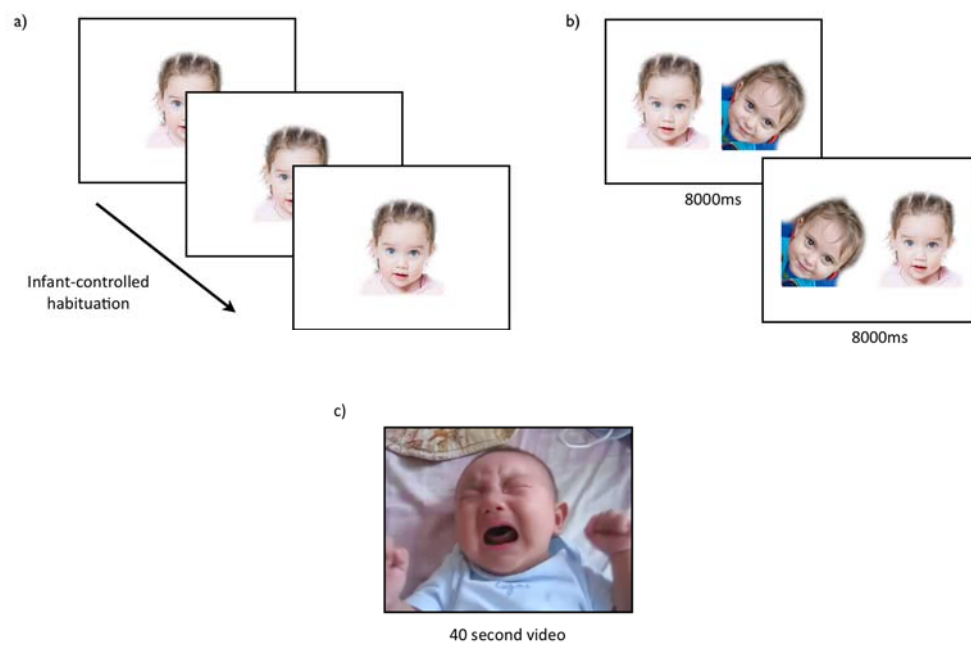 a)
b)
8000ms
Infant-controlled
habituation
8000ms
c)
40 second video